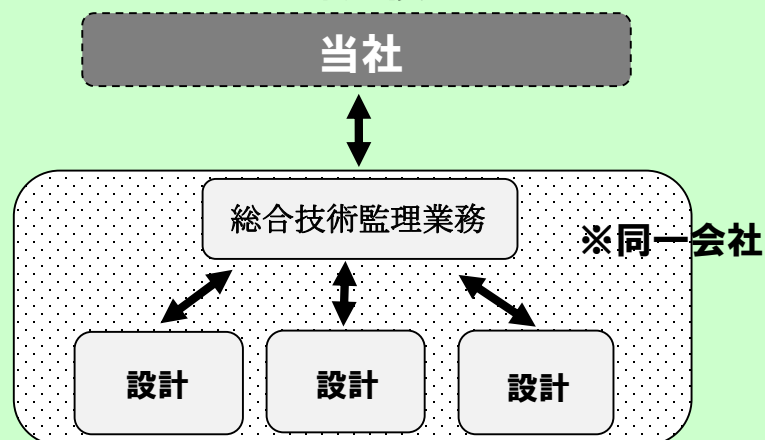 当社
総合技術監理業務
※同一会社
設計
設計
設計